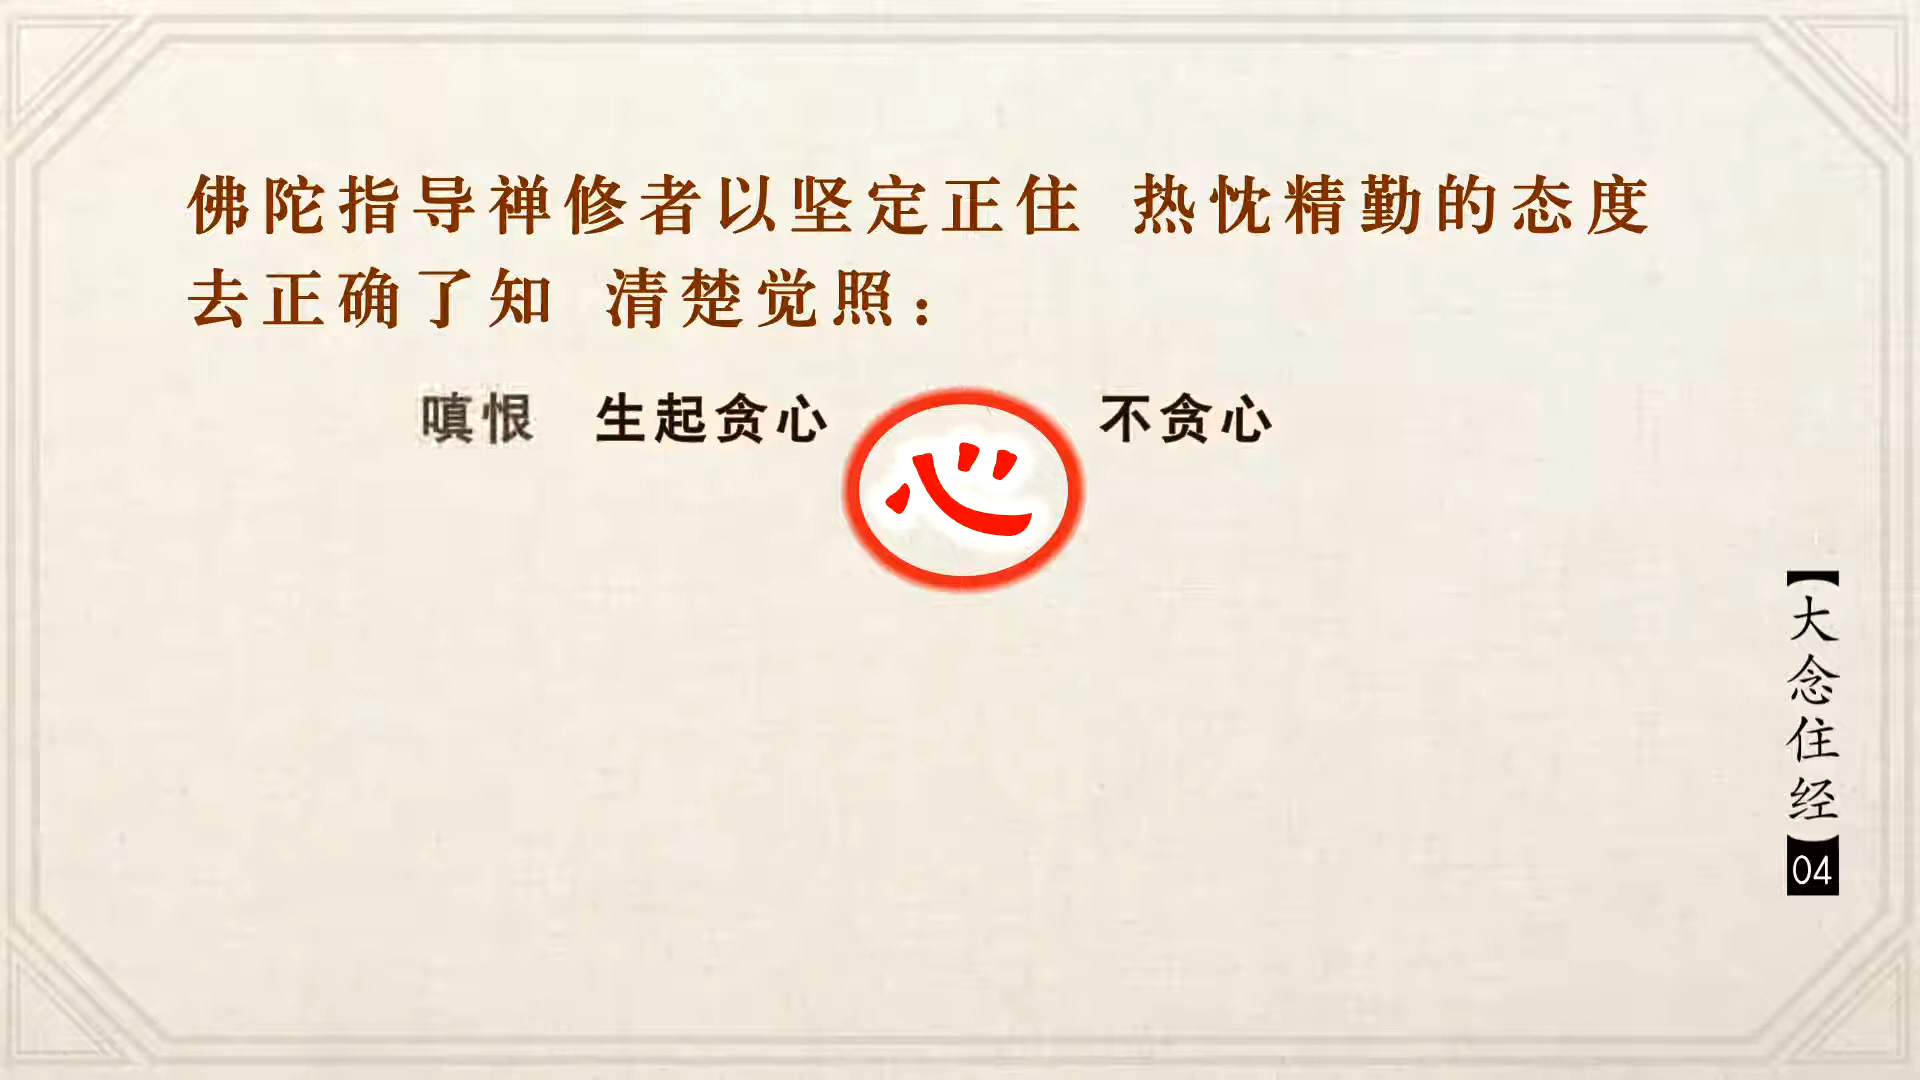 佛陀指导禅修者以坚定正住 热忱精勤的态度
去正确了知 清楚觉照：
嗔恨 生起贪心 不贪心
心
【大念住经】
04